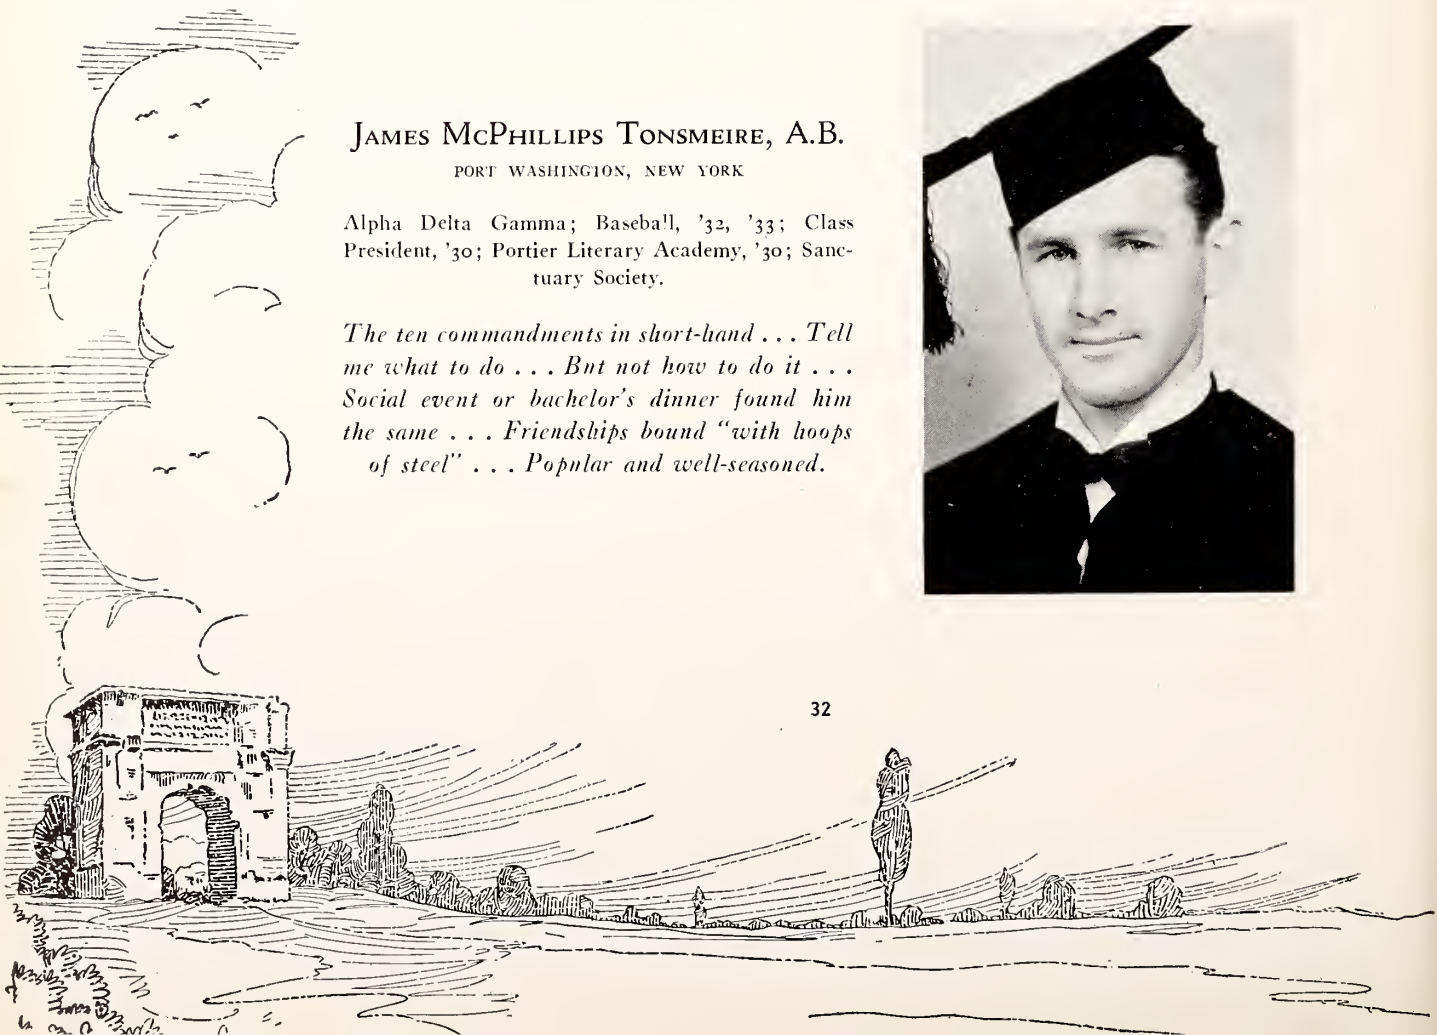 James McPhillips Tonsmeire, A.B.
PORT WASHINGTON, NEW YORK
Alpha Delta Gamma; Baseball, '32, '33; Class
President, '30; Portier Literary Academy, '30; Sanc-
tuary Society.
The ten commandments in short-hand . . . Tell
me what to do . . . But not how to do it . . .
Social event or bachelor's dinner found him
the same . . . Friendships bound "with hoops
of steel" . . . Popular and well-seasoned.
32